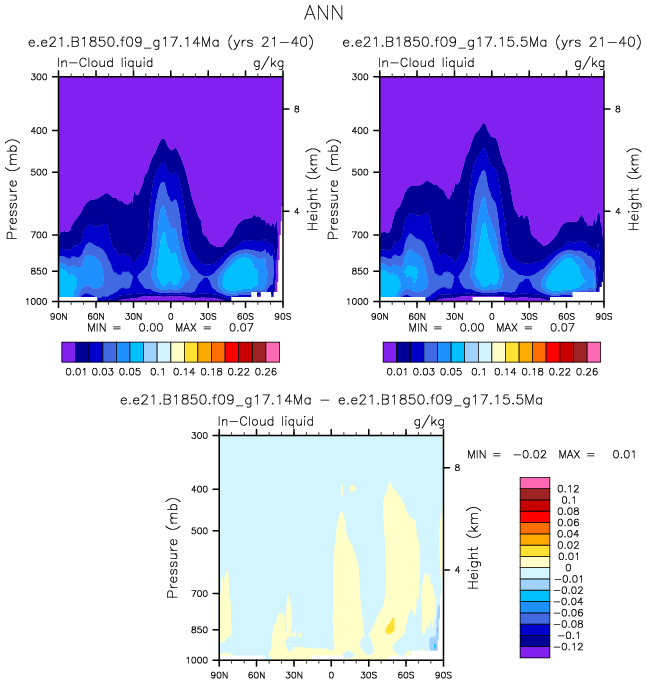 ANN
e.e21.B1850.f09_g17.14Ma (yrs 21-40)
In-Cloud liquid g/kg
300
400
500
700
850
1000
Pressure (mb)
8
4
Height (km)
90N 60N 30N 0 30S 60S 90S
MIN = 0.00 MAX = 0.07
0.01 0.03 0.05 0.1 0.14 0.18 0.22 0.26
e.e21.B1850.f09_g17.15.5Ma (yrs 21-40)
In-Cloud liquid g/kg
300
400
500
700
850
1000
Pressure (mb)
8
4
Height (km)
90N 60N 30N 0 30S 60S 90S
MIN = 0.00 MAX = 0.07
0.01 0.03 0.05 0.1 0.14 0.18 0.22 0.26
e.e21.B1850.f09_g17.14Ma - e.e21.B1850.f09_g17.15.5Ma
In-Cloud liquid g/kg
300
400
500
700
850
1000
Pressure (mb)
8
4
Height (km)
90N 60N 30N 0 30S 60S 90S
MIN = -0.02 MAX = 0.01
0.12
0.1
0.08
0.06
0.04
0.02
0.01
0
-0.01
-0.02
-0.04
-0.06
-0.08
-0.1
-0.12